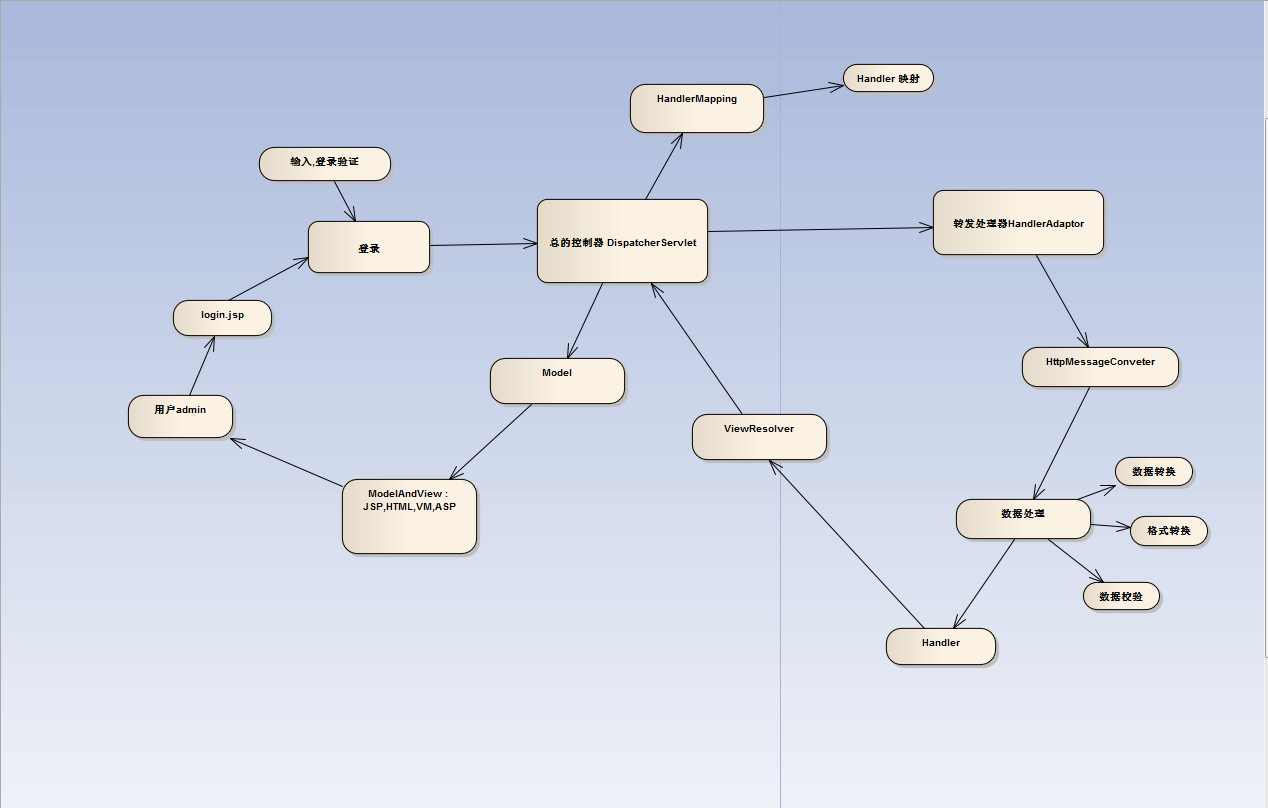 Handler 映射
HandlerMapping
输入,登录验证
转发处理器HandlerAdaptor
总的控制器 DispatcherServlet
登录
login.jsp
HttpMessageConveter
Model
用户admin
ViewResolver
数据转换
ModelAndView :
JSP,HTML,VM,ASP
数据处理
格式转换
数据校验
Handler